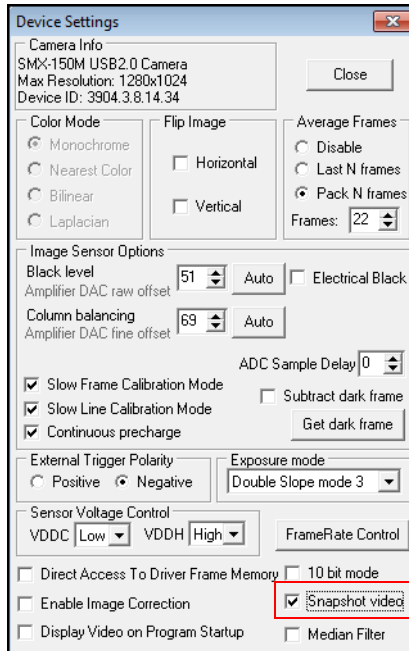 Device Settings
Camera Info
SMX-150M USB2.0 Camera
Max Resolution: 1280x1024
Device ID: 3904.3.8.14.34
Close
Color Mode
Monochrome
Nearest Color
Bilinear
Laplacian
Flip Image
Horizontal
Vertical
Average Frames
Disable
Last N frames
Pack N frames
Frames: 22
Image Sensor Options
Black level
Amplifier DAC raw offset
51
Auto
Electrical Black
Column balancing
Amplifier DAC fine offset
69
Auto
ADC Sample Delay 0
Slow Frame Calibration Mode
Slow Line Calibration Mode
Continuous precharge
Subtract dark frame
Get dark frame
External Trigger Polarity
Positive Negative
Exposure mode
Double Slope mode 3
Sensor Voltage Control
VDDC Low VDDH High
FrameRate Control
Direct Access To Driver Frame Memory
10 bit mode
Enable Image Correction
Snapshot video
Display Video on Program Startup
Median Filter